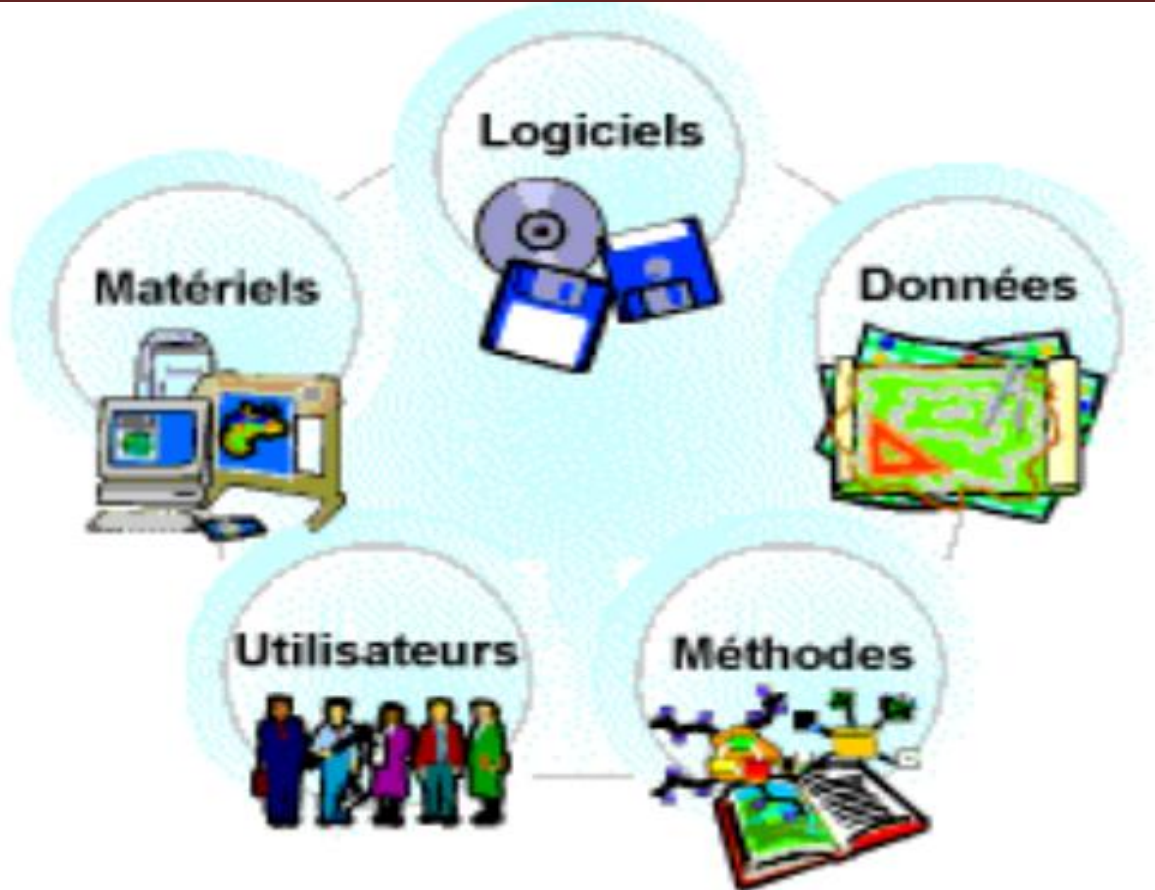 Logiciels
Matériels
Données
Utilisateurs
Méthodes